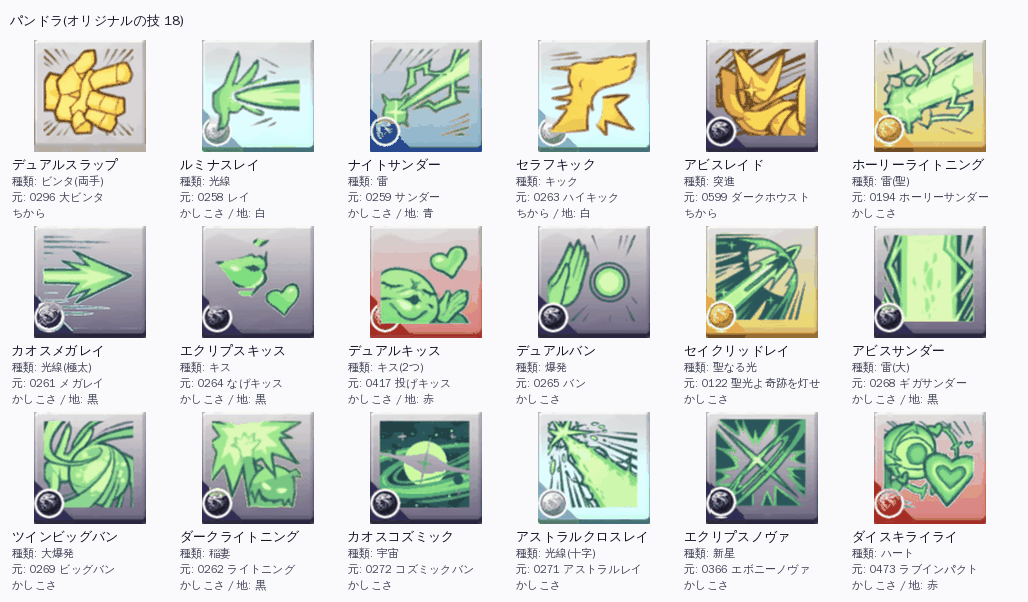 パンドラ(オリジナルの技 18)
デュアルスラップ
種類: ビンタ(両手)
元: 0296 大ビンタ
ちから
ルミナスレイ
種類: 光線
元: 0258 レイ
かしこさ / 地: 白
ナイトサンダー
種類: 雷
元: 0259 サンダー
かしこさ / 地: 青
セラフキック
種類: キック
元: 0263 ハイキック
ちから / 地: 白
アビスレイド
種類: 突進
元: 0599 ダークホウスト
ちから
ホーリーライトニング
種類: 雷(聖)
元: 0194 ホーリーサンダー
かしこさ
カオスメガレイ
種類: 光線(極太)
元: 0261 メガレイ
かしこさ / 地: 黒
エクリプスキッス
種類: キス
元: 0264 なげキッス
かしこさ / 地: 黒
デュアルキッス
種類: キス(2つ)
元: 0417 投げキッス
かしこさ / 地: 赤
デュアルバン
種類: 爆発
元: 0265 バン
かしこさ
セイクリッドレイ
種類: 聖なる光
元: 0122 聖光よ奇跡を灯せ
かしこさ
アビサンダー
種類: 雷(大)
元: 0268 ギガサンダー
かしこさ / 地: 黒
ツインビッグバン
種類: 大爆発
元: 0269 ビッグバン
かしこさ
ダークライトニング
種類: 稲妻
元: 0262 ライトニング
かしこさ / 地: 黒
カオスコズミック
種類: 宇宙
元: 0272 コズミックバン
かしこさ
アストラルクロスレイ
種類: 光線(十字)
元: 0271 アストラルレイ
かしこさ
エクリプスノヴァ
種類: 新星
元: 0366 エボニーノヴァ
かしこさ
ダイスキライライ
種類: ハート
元: 0473 ラブインパクト
かしこさ / 地: 赤